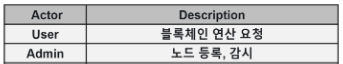 Actor Description
User 블록체인 연산 요청
Admin 노드 등록, 감시